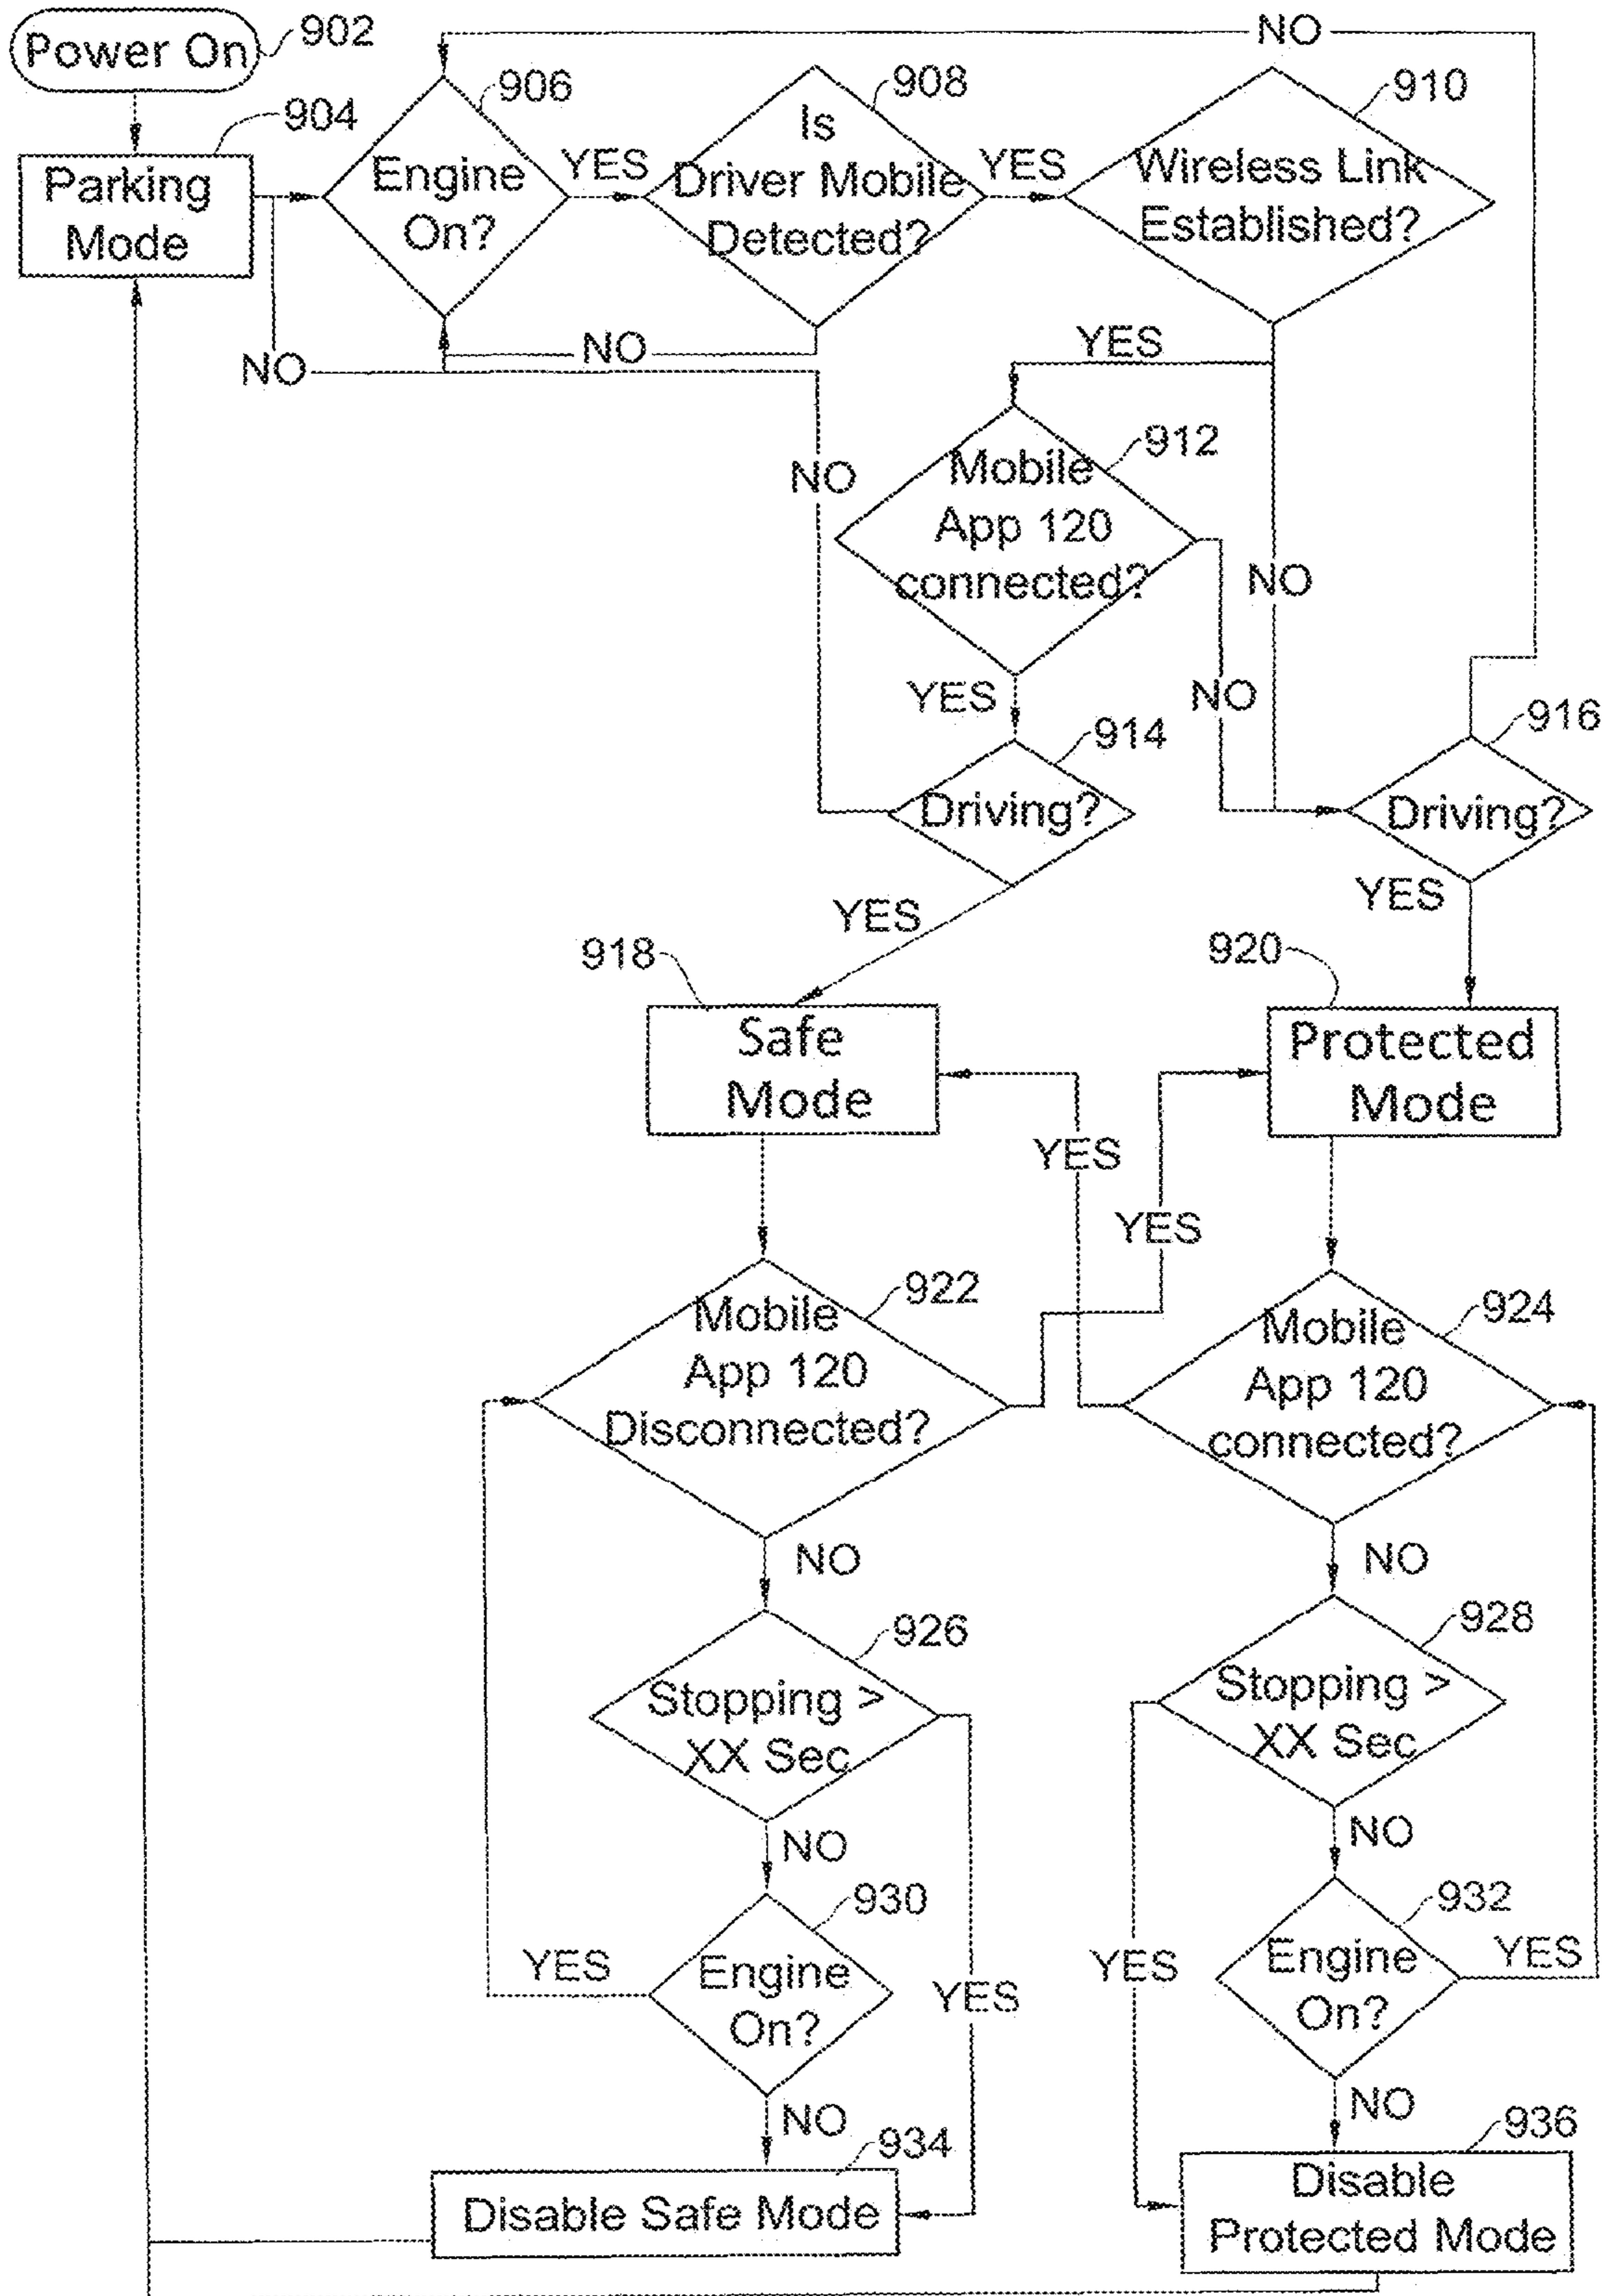 Power On
902
NO
904
Parking
Mode
906
Engine
On?
YES
908
Is
Driver Mobile
Detected?
YES
910
Wireless Link
Established?
NO
NO
YES
912
Mobile
App 120
connected?
NO
NO
YES
NO
914
Driving?
916
Driving?
YES
YES
918
Safe
Mode
920
Protected
Mode
YES
YES
922
Mobile
App 120
Disconnected?
924
Mobile
App 120
connected?
NO
NO
926
Stopping >
XX Sec
928
Stopping >
XX Sec
NO
NO
930
Engine
On?
YES
YES
932
Engine
On?
YES
YES
NO
NO
934
Disable Safe Mode
936
Disable
Protected Mode